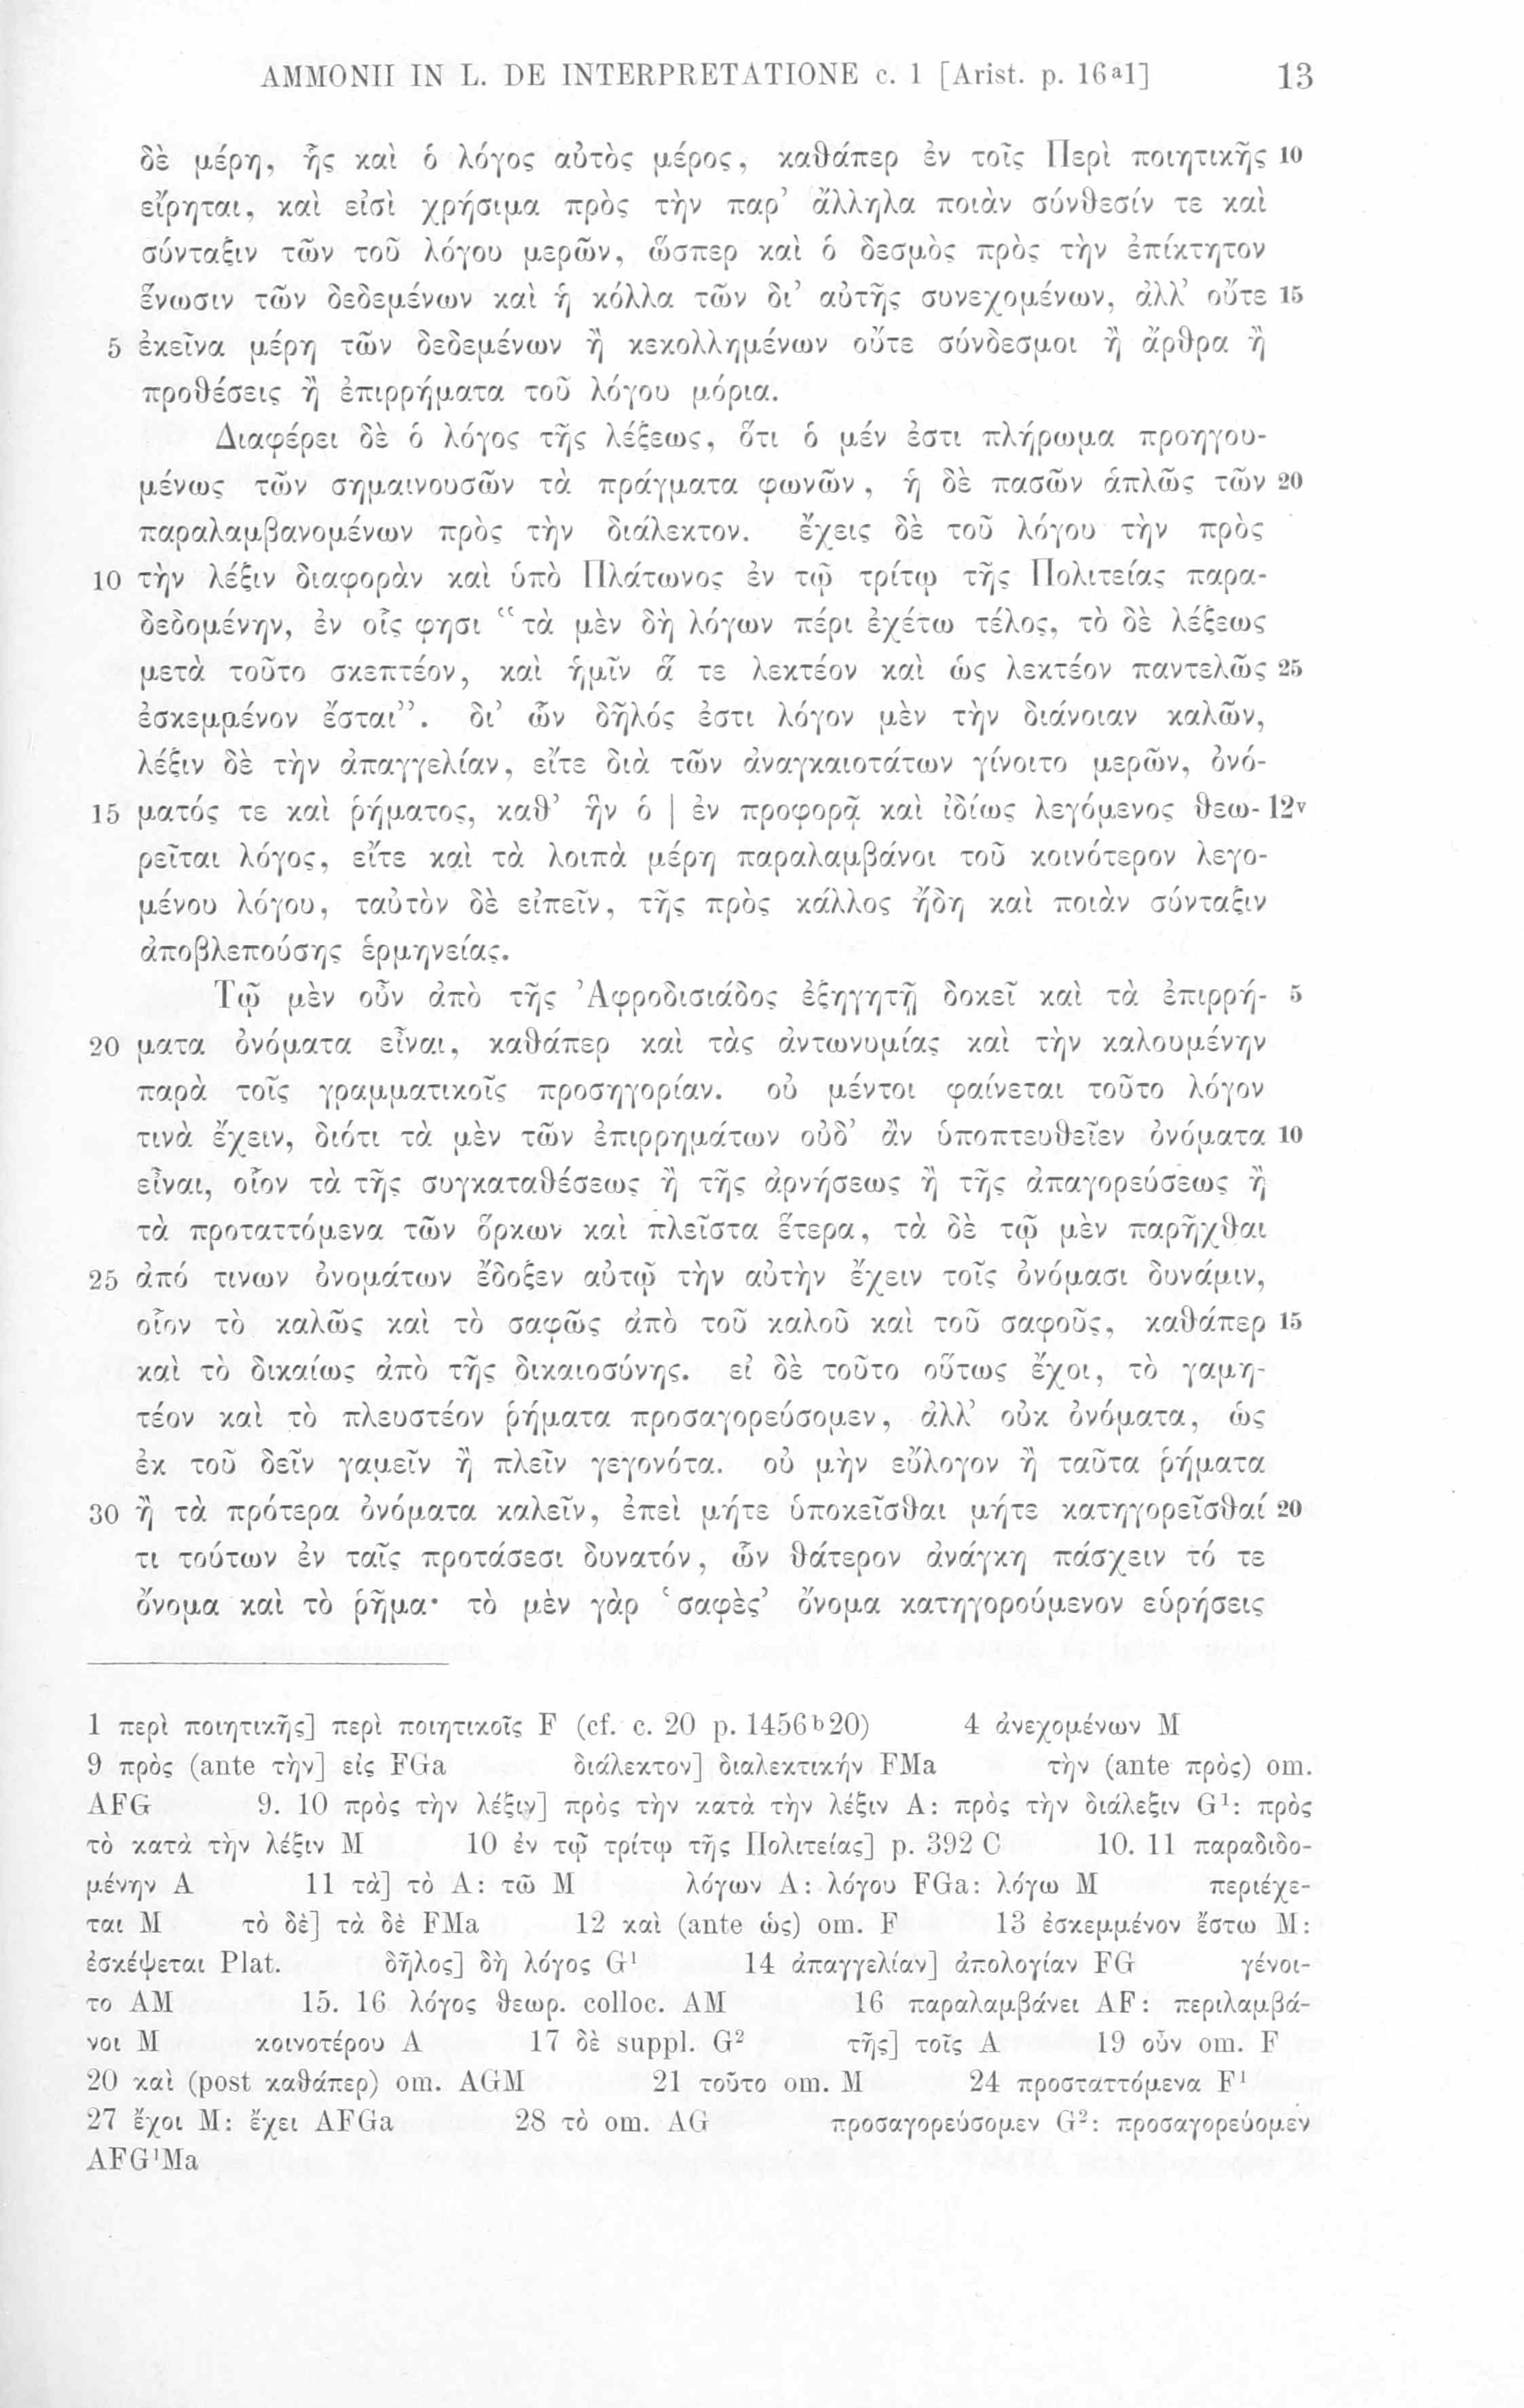 AMMONII IN L. DE INTERPRETATIONE c. 1 [Arist. p. 16ᵃ1] 13
δὲ μέρη, ἧς καὶ ὁ λόγος αὐτὸς μέρος, καθάπερ ἐν τοῖς Περὶ ποιητικῆς 10
εἴρηται, καὶ εἰσὶ χρήσιμα πρὸς τὴν παρ’ ἄλληλα ποιὰν σύνθεσίν τε καὶ
σύνταξιν τῶν τοῦ λόγου μερῶν, ὥσπερ καὶ ὁ δεσμὸς πρὸς τὴν ἐπίκτητον
ἕνωσιν τῶν δεδεμένων καὶ ἡ κόλλα τῶν δι’ αὐτῆς συνεχομένων, ἀλλ’ οὔτε 15
5 ἐκεῖνα μέρη τῶν δεδεμένων ἢ κεκολλημένων οὔτε σύνδεσμοι ἢ ἄρθρα ἢ
προθέσεις ἢ ἐπιρρήματα τοῦ λόγου μόρια.
Διαφέρει δὲ ὁ λόγος τῆς λέξεως, ὅτι ὁ μέν ἐστι πλήρωμα προηγου-
μένως τῶν σημαινουσῶν τὰ πράγματα φωνῶν, ἡ δὲ πασῶν ἁπλῶς τῶν 20
παραλαμβανομένων πρὸς τὴν διάλεκτον. ἔχεις δὲ τοῦ λόγου τὴν πρὸς
10 τὴν λέξιν διαφορὰν καὶ ὑπὸ Πλάτωνος ἐν τῷ τρίτῳ τῆς Πολιτείας παρα-
δεδομένην, ἐν οἷς φησι “τὰ μὲν δὴ λόγων πέρι ἐχέτω τέλος, τὸ δὲ λέξεως
μετὰ τοῦτο σκεπτέον, καὶ ἡμῖν ἅ τε λεκτέον καὶ ὡς λεκτέον παντελῶς 25
ἐσκεμμένον ἔσται”. δι’ ὧν δῆλός ἐστι λόγον μὲν τὴν διάνοιαν καλῶν,
λέξιν δὲ τὴν ἀπαγγελίαν, εἴτε διὰ τῶν ἀναγκαιοτάτων γίνοιτο μερῶν, ὀνό-
15 ματός τε καὶ ῥήματος, καθ’ ἣν ὁ | ἐν προφορᾷ καὶ ἰδίως λεγόμενος θεω- 12ᵛ
ρεῖται λόγος, εἴτε καὶ τὰ λοιπὰ μέρη παραλαμβάνοι τοῦ κοινότερον λεγο-
μένου λόγου, ταὐτὸν δὲ εἰπεῖν, τῆς πρὸς κάλλος ἤδη καὶ ποιὰν σύνταξιν
ἀποβλεπούσης ἑρμηνείας.
Τῷ μὲν οὖν ἀπὸ τῆς Ἀφροδισιάδος ἐξηγητῇ δοκεῖ καὶ τὰ ἐπιρρή- 5
20 ματα ὀνόματα εἶναι, καθάπερ καὶ τὰς ἀντωνυμίας καὶ τὴν καλουμένην
παρὰ τοῖς γραμματικοῖς προσηγορίαν. οὐ μέντοι φαίνεται τοῦτο λόγον
τινὰ ἔχειν, διότι τὰ μὲν τῶν ἐπιρρημάτων οὐδ’ ἂν ὑποπτευθεῖεν ὀνόματα 10
εἶναι, οἷον τὰ τῆς συγκαταθέσεως ἢ τῆς ἀρνήσεως ἢ τῆς ἀπαγορεύσεως ἢ
τὰ προταττόμενα τῶν ὅρκων καὶ πλεῖστα ἕτερα, τὰ δὲ τῷ μὲν παρῆχθαι
25 ἀπό τινων ὀνομάτων ἔδοξεν αὐτῷ τὴν αὐτὴν ἔχειν τοῖς ὀνόμασι δυνάμιν,
οἷον τὸ καλῶς καὶ τὸ σαφῶς ἀπὸ τοῦ καλοῦ καὶ τοῦ σαφοῦς, καθάπερ 15
καὶ τὸ δικαίως ἀπὸ τῆς δικαιοσύνης. εἰ δὲ τοῦτο οὕτως ἔχοι, τὸ γαμη-
τέον καὶ τὸ πλευστέον ῥήματα προσαγορεύσομεν, ἀλλ’ οὐκ ὀνόματα, ὡς
ἐκ τοῦ δεῖν γαμεῖν ἢ πλεῖν γεγονότα. οὐ μὴν εὔλογον ἢ ταῦτα ῥήματα
30 ἢ τὰ πρότερα ὀνόματα καλεῖν, ἐπεὶ μήτε ὑποκεῖσθαι μήτε κατηγορεῖσθαί 20
τι τούτων ἐν ταῖς προτάσεσι δυνατόν, ὧν θάτερον ἀνάγκη πάσχειν τό τε
ὄνομα καὶ τὸ ῥῆμα· τὸ μὲν γὰρ ‘σαφὲς’ ὄνομα κατηγορούμενον εὑρήσεις
1 περὶ ποιητικῆς] περὶ ποιητικοῖς F (cf. c. 20 p. 1456ᵇ20) 4 ἀνεχομένων M
9 πρὸς (ante τὴν] εἰς FGa διάλεκτον] διαλεκτικήν FMa τὴν (ante πρὸς) om.
AFG 9. 10 πρὸς τὴν λέξιν] πρὸς τὴν κατὰ τὴν λέξιν A: πρὸς τὴν διάλεξιν G¹: πρὸς
τὸ κατὰ τὴν λέξιν M 10 ἐν τῷ τρίτῳ τῆς Πολιτείας] p. 392 C 10. 11 παραδιδο-
μένην A 11 τὰ] τὸ A: τῶ M λόγων A: λόγου FGa: λόγω M περιέχε-
ται M τὸ δὲ] τὰ δὲ FMa 12 καὶ (ante ὡς) om. F 13 ἐσκεμμένον ἔστω M:
ἐσκέψεται Plat. δῆλος] δὴ λόγος G¹ 14 ἀπαγγελίαν] ἀπολογίαν FG γένοι-
το AM 15. 16 λόγος θεωρ. colloc. AM 16 παραλαμβάνει AF: περιλαμβά-
νοι M κοινοτέρου A 17 δὲ suppl. G² τῆς] τοῖς A 19 οὖν om. F
20 καὶ (post καθάπερ) om. AGM 21 τοῦτο om. M 24 προσταττόμενα F¹
27 ἔχοι M: ἔχει AFGa 28 τὸ om. AG προσαγορεύσομεν G²: προσαγορεύομεν
AFG¹Ma